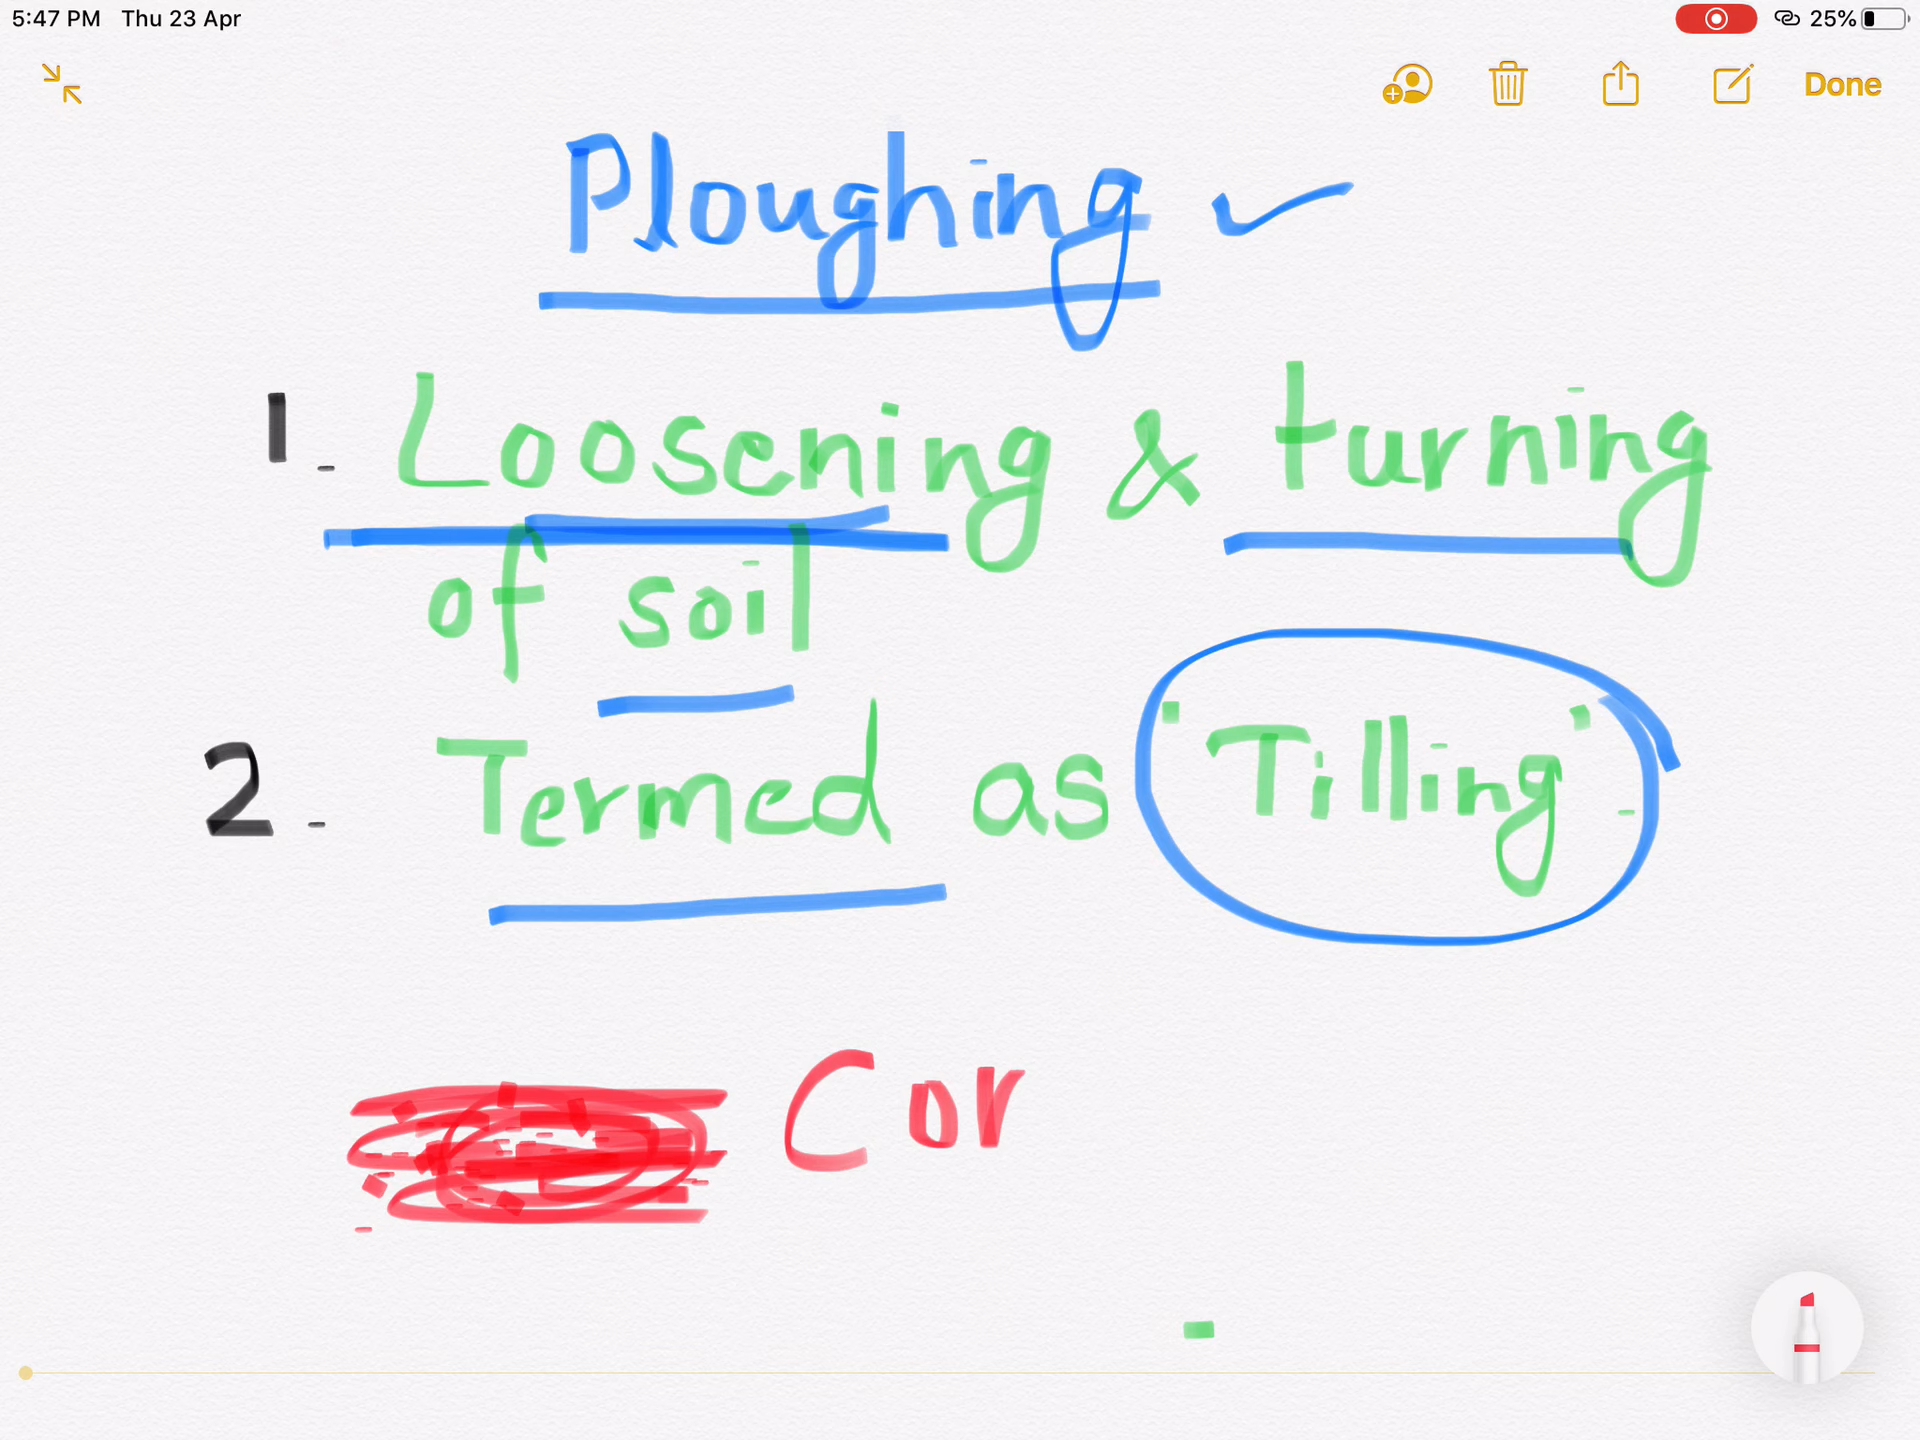 5:47 PM Thu 23 Apr 25%
Done
Ploughing
1. Loosening & turning
of soil
2. Termed as 'Tilling'
Cor